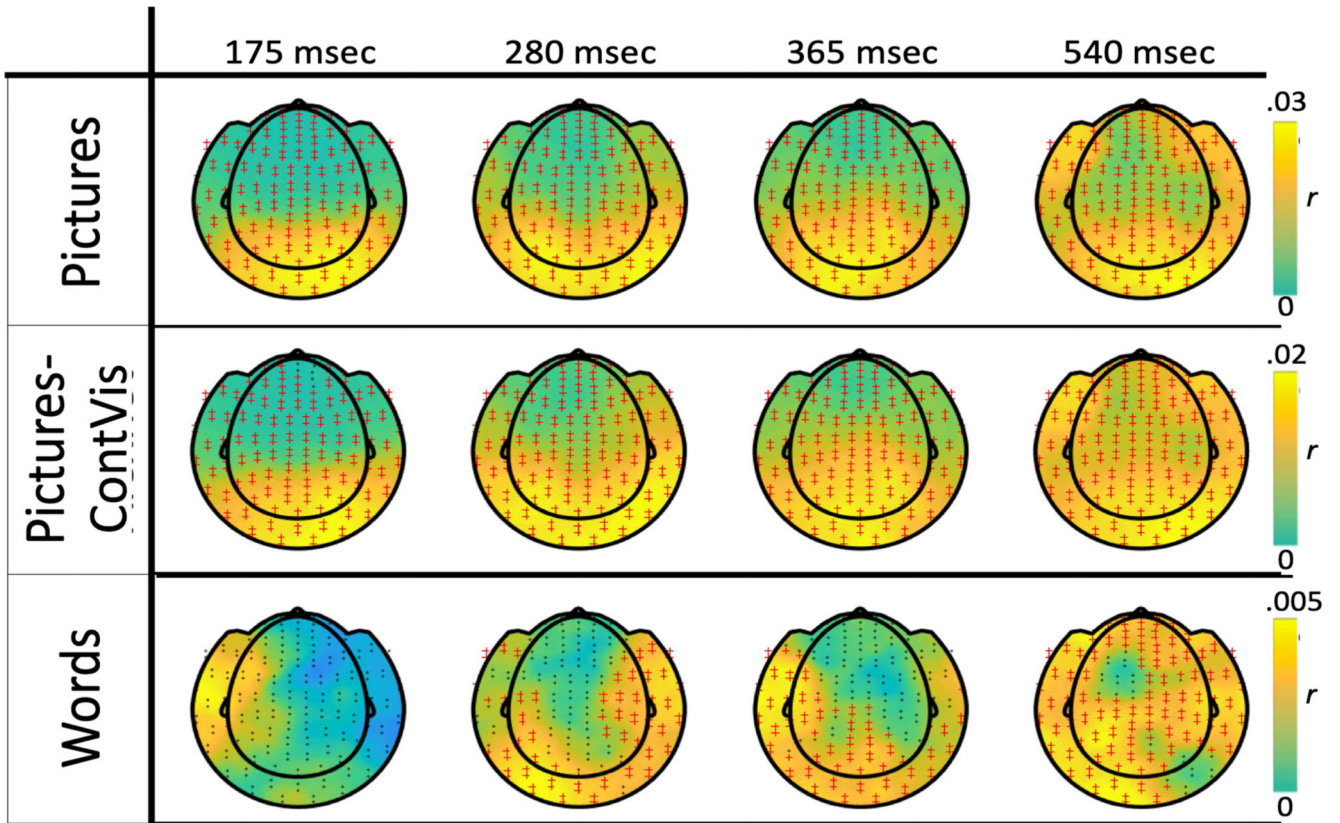 175 msec 280 msec 365 msec 540 msec
Pictures
.03
r
0
Pictures-
ContVis
.02
r
0
Words
.005
r
0